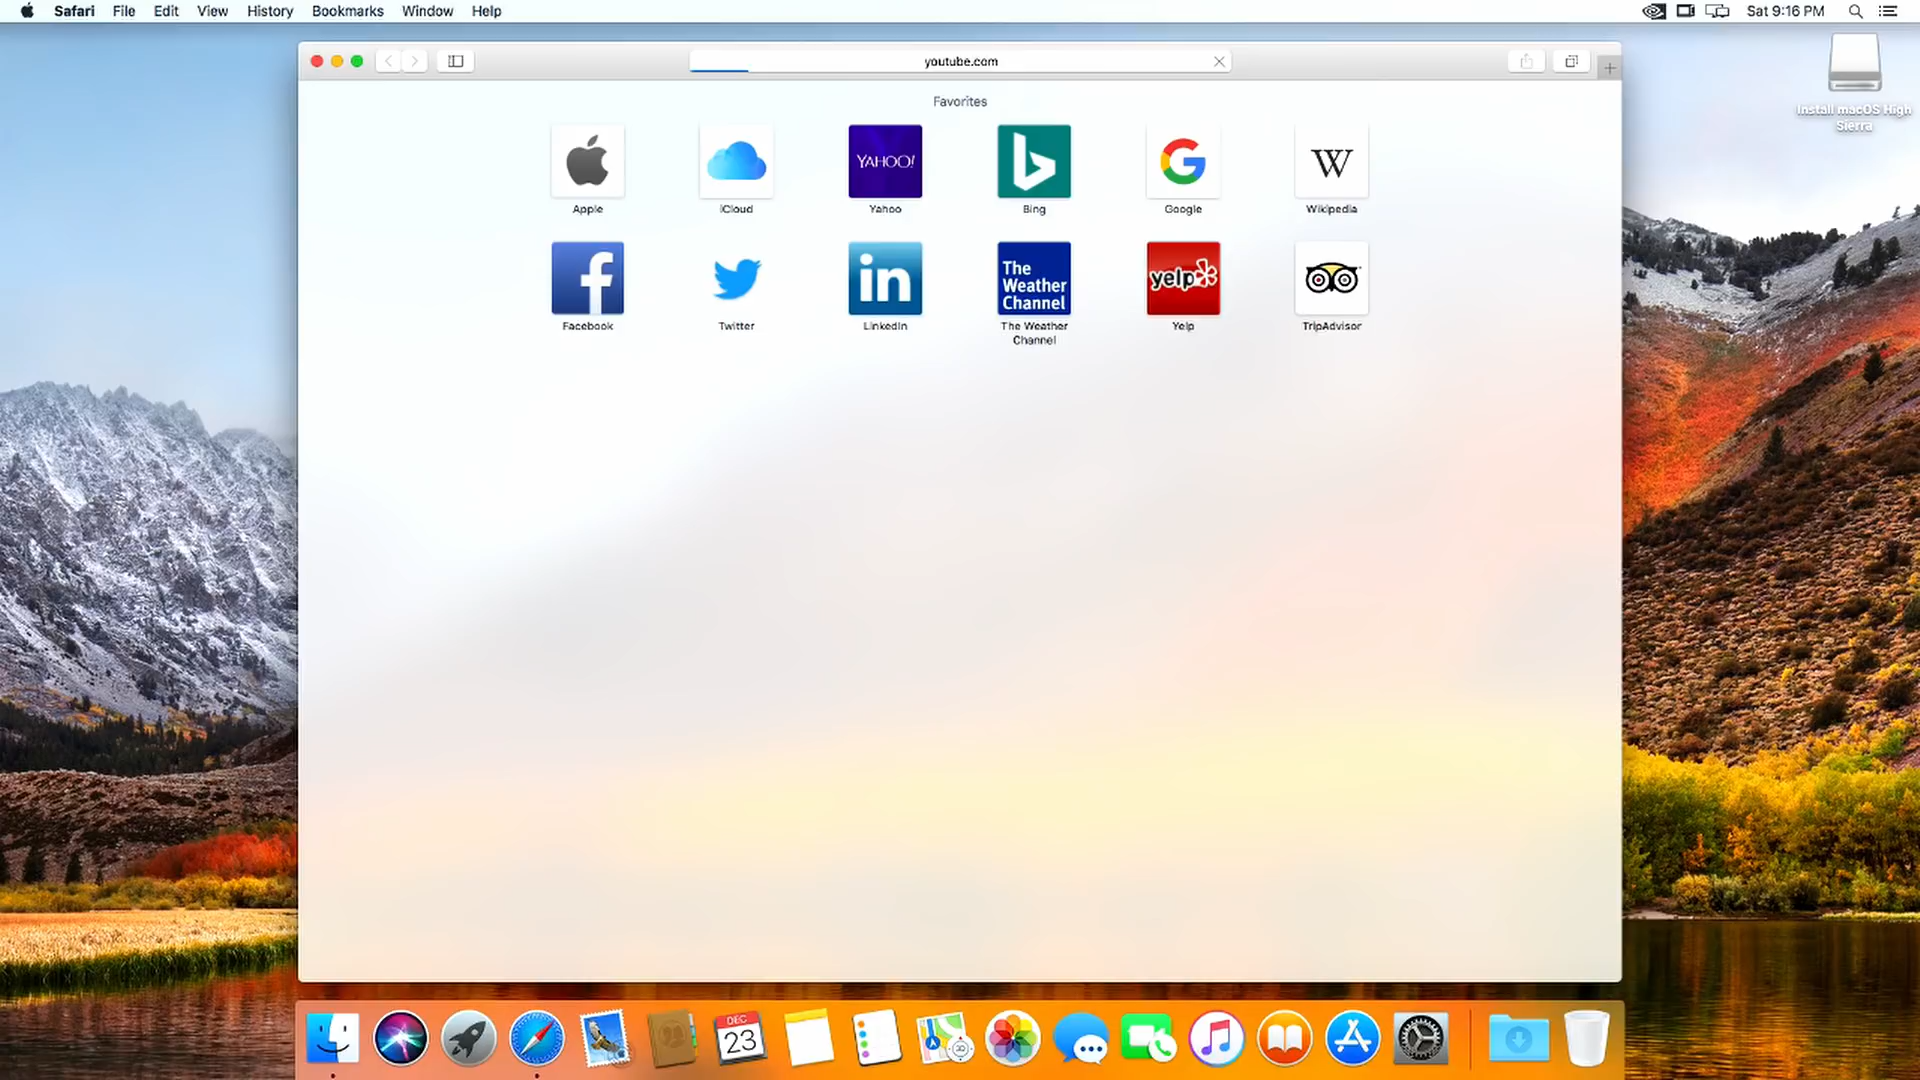 Safari File Edit View History Bookmarks Window Help
Sat 9:16 PM
youtube.com
Install macOS High
Sierra
Favorites
YAHOO!
W
Apple iCloud Yahoo Bing Google Wikipedia
f
in
The
Weather
Channel
yelp
Facebook Twitter LinkedIn The Weather Yelp TripAdvisor
Channel
DEC
23